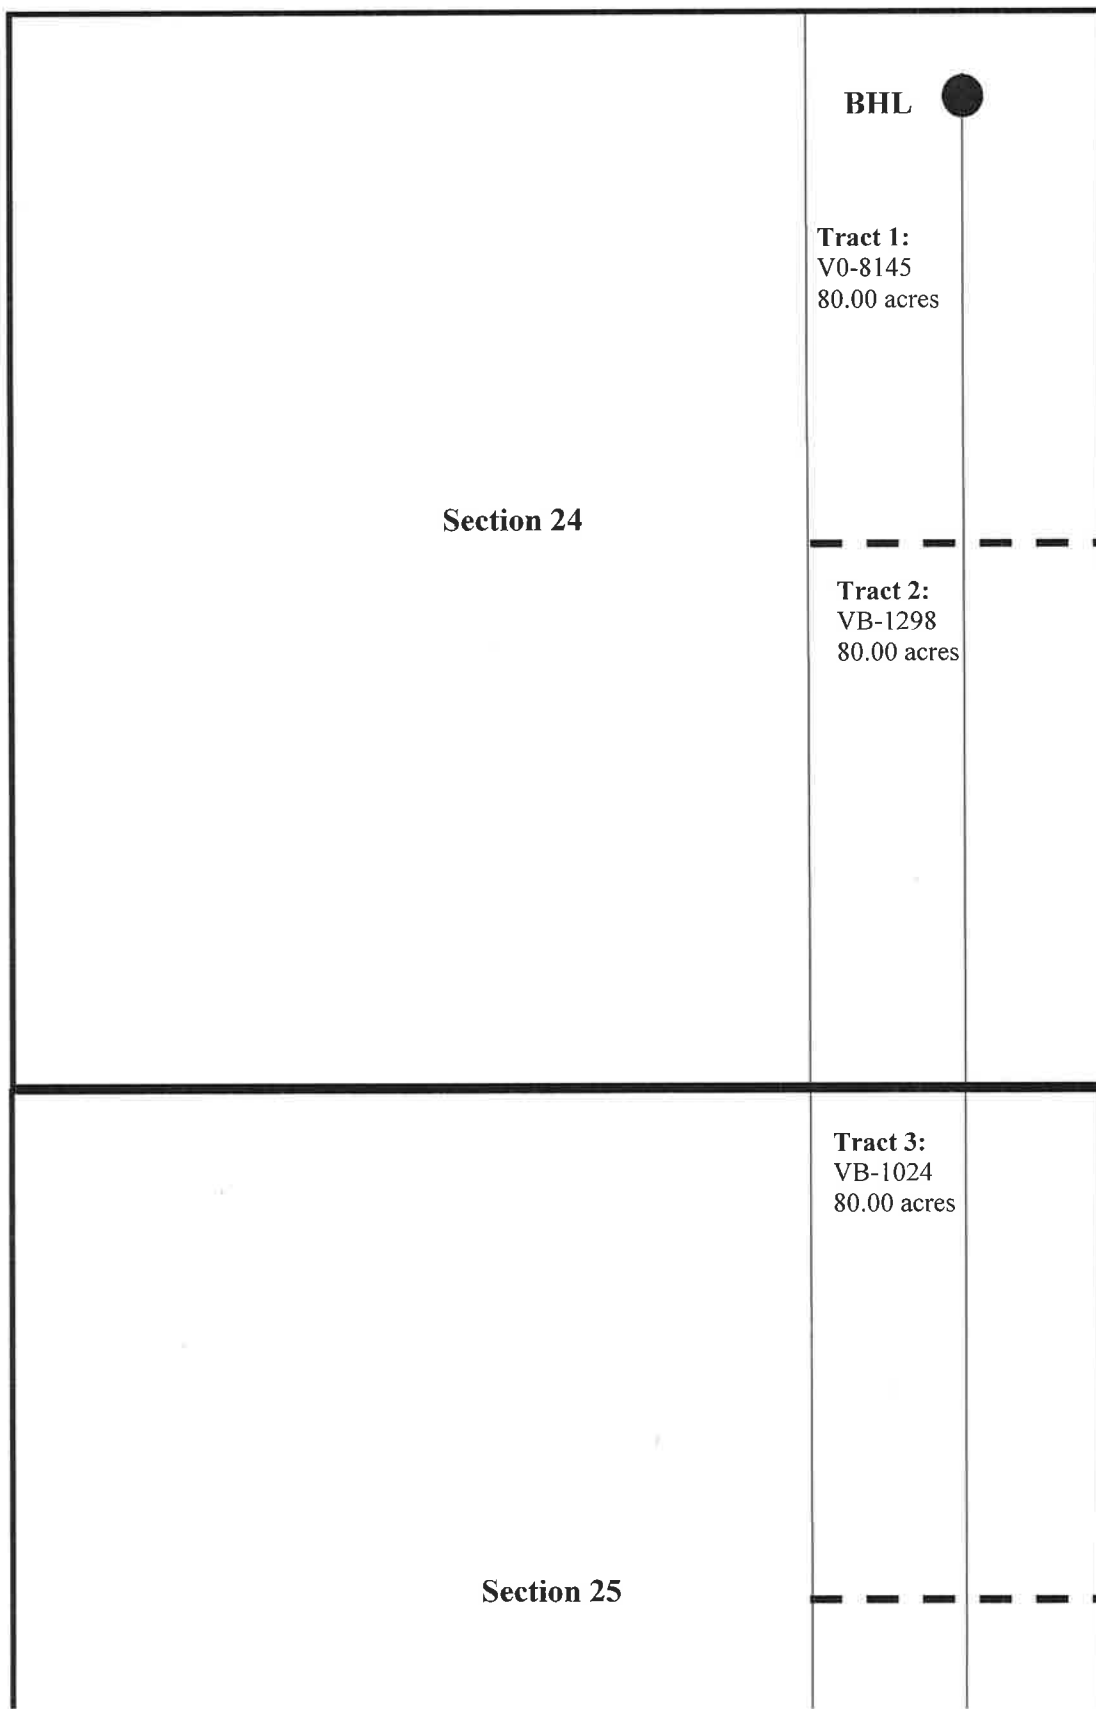 BHL
Tract 1:
V0-8145
80.00 acres
Section 24
Tract 2:
VB-1298
80.00 acres
Tract 3:
VB-1024
80.00 acres
Section 25